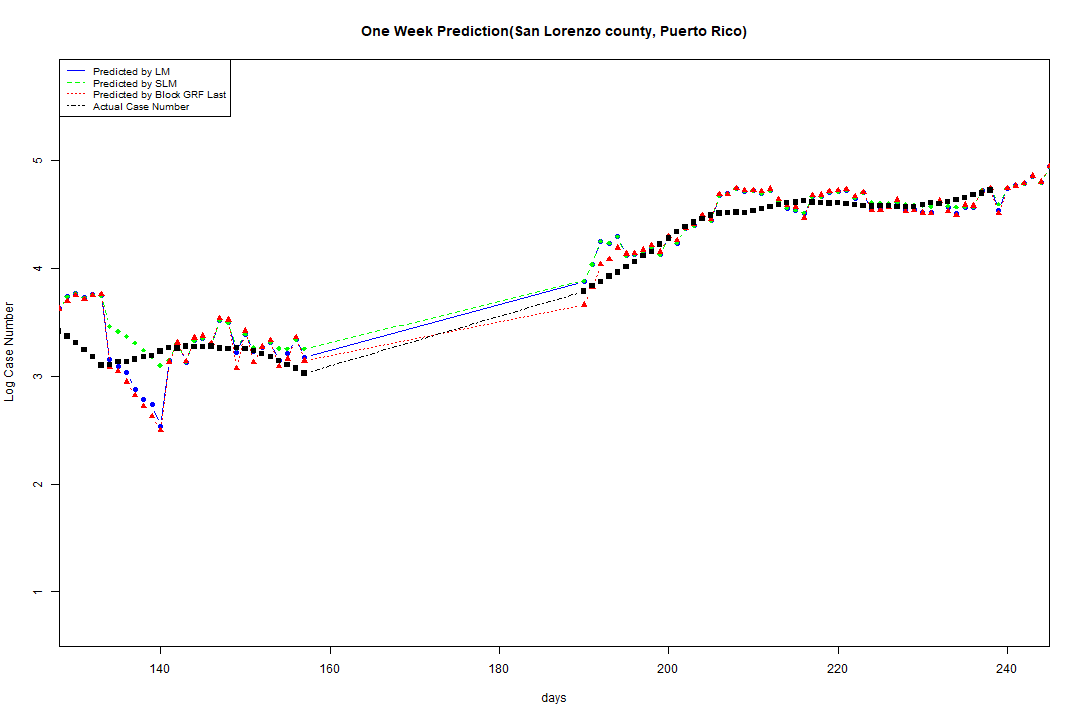 One Week Prediction(San Lorenzo county, Puerto Rico)
Predicted by LM
Predicted by SLM
Predicted by Block GRF Last
Actual Case Number
5
4
3
2
1
Log Case Number
140 160 180 200 220 240
days